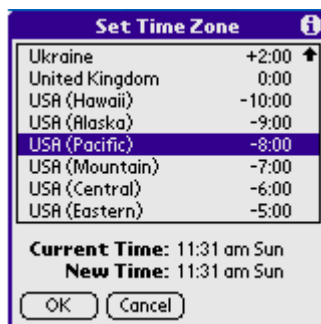 Set Time Zone i
Ukraine +2:00
United Kingdom 0:00
USA (Hawaii) -10:00
USA (Alaska) -9:00
USA (Pacific) -8:00
USA (Mountain) -7:00
USA (Central) -6:00
USA (Eastern) -5:00
Current Time: 11:31 am Sun
New Time: 11:31 am Sun
OK Cancel